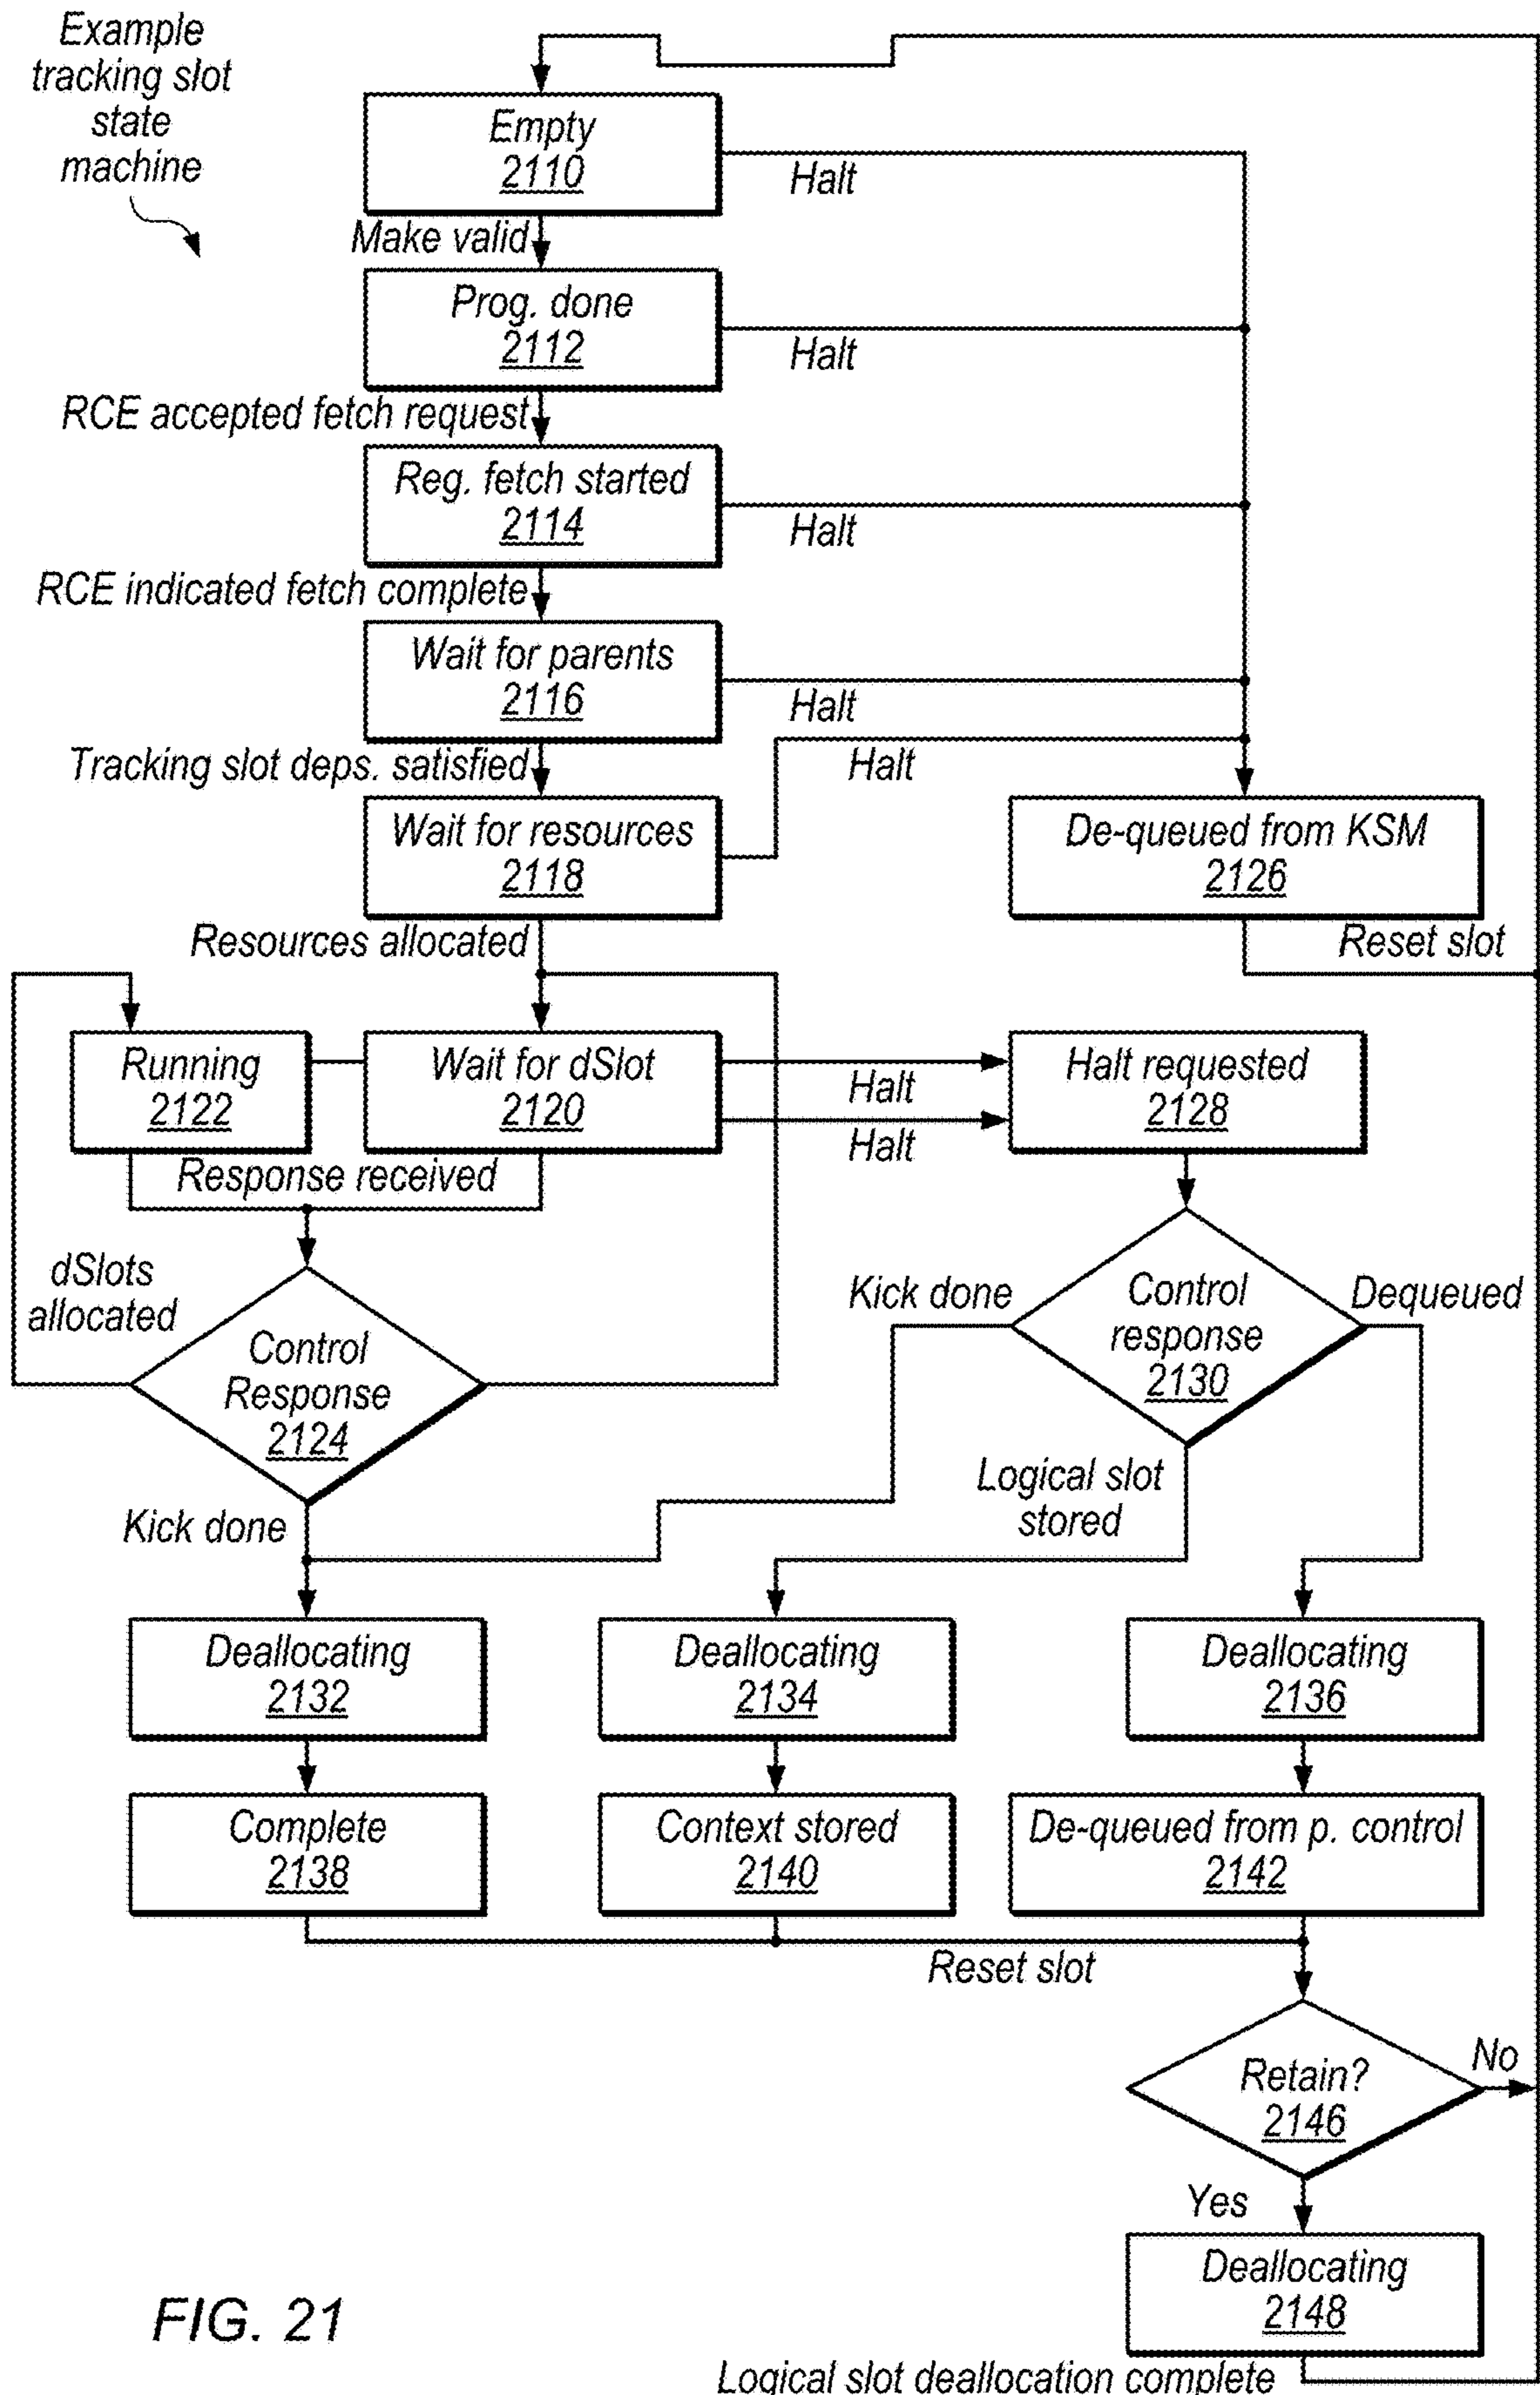 Example
tracking slot
state
machine
Empty
2110
Halt
Make valid
Prog. done
2112
Halt
RCE accepted fetch request
Reg. fetch started
2114
Halt
RCE indicated fetch complete
Wait for parents
2116
Halt
Tracking slot deps. satisfied
Halt
Wait for resources
2118
De-queued from KSM
2126
Resources allocated
Reset slot
Running
2122
Wait for dSlot
2120
Halt
Halt
Halt requested
2128
Response received
dSlots
allocated
Control
Response
2124
Kick done
Control
response
2130
Dequeued
Kick done
Logical slot
stored
Deallocating
2132
Deallocating
2134
Deallocating
2136
Complete
2138
Context stored
2140
De-queued from p. control
2142
Reset slot
Retain?
2146
No
Yes
Deallocating
2148
Logical slot deallocation complete
FIG. 21